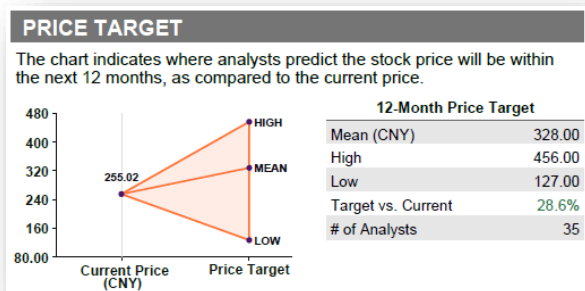 PRICE TARGET
The chart indicates where analysts predict the stock price will be within
the next 12 months, as compared to the current price.
480
400
320
240
160
80.00
255.02
HIGH
MEAN
LOW
Current Price
(CNY)
Price Target
12-Month Price Target
Mean (CNY) 328.00
High 456.00
Low 127.00
Target vs. Current 28.6%
# of Analysts 35